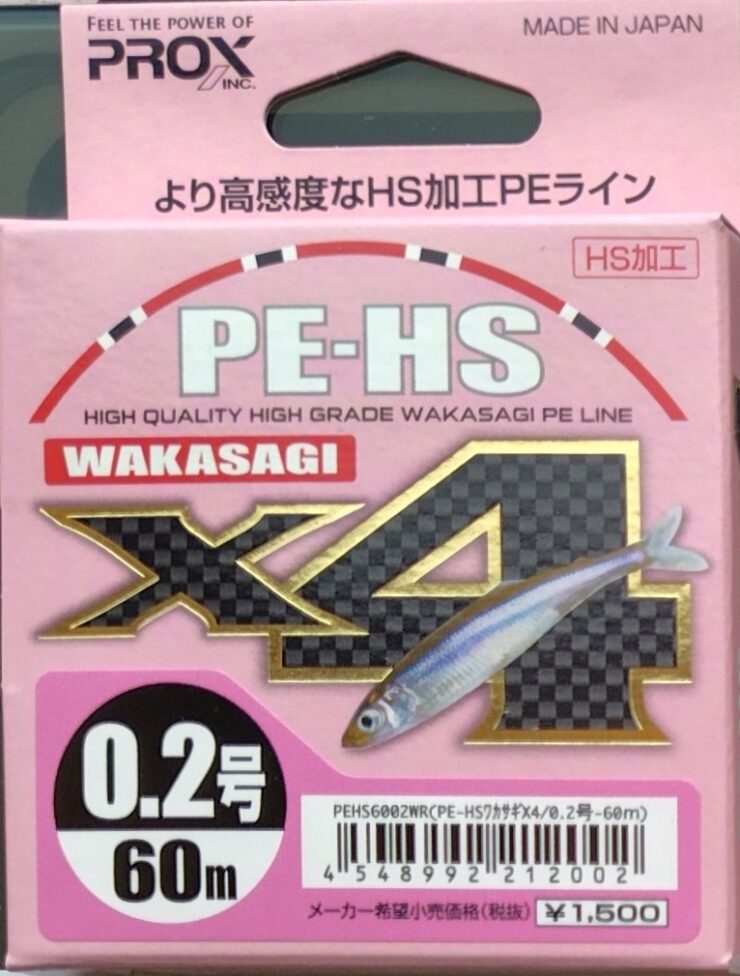 FEEL THE POWER OF
PROX
INC.
MADE IN JAPAN
より高感度なHS加工PEライン
HS加工
PE-HS
HIGH QUALITY HIGH GRADE WAKASAGI PE LINE
WAKASAGI
X4
0.2号
60m
PEHS6002WR(PE-HSワカサギX4/0.2号-60m)
4 548992 212002
メーカー希望小売価格(税抜) ¥1,500